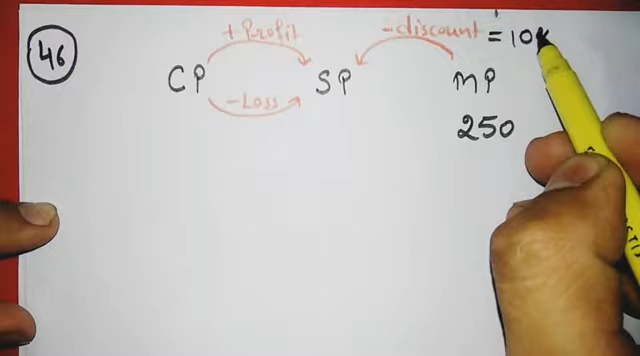 46
+ Profit
- discount = 10
CP SP MP
- Loss
250